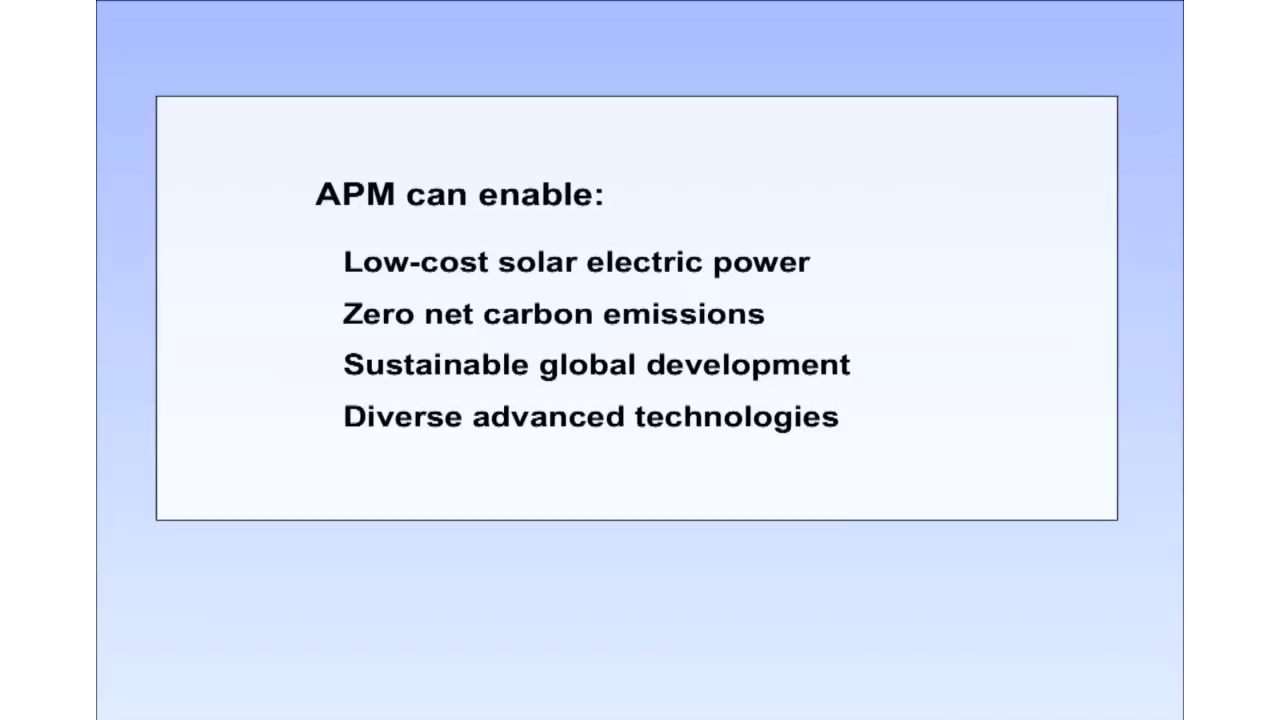 APM can enable:
Low-cost solar electric power
Zero net carbon emissions
Sustainable global development
Diverse advanced technologies